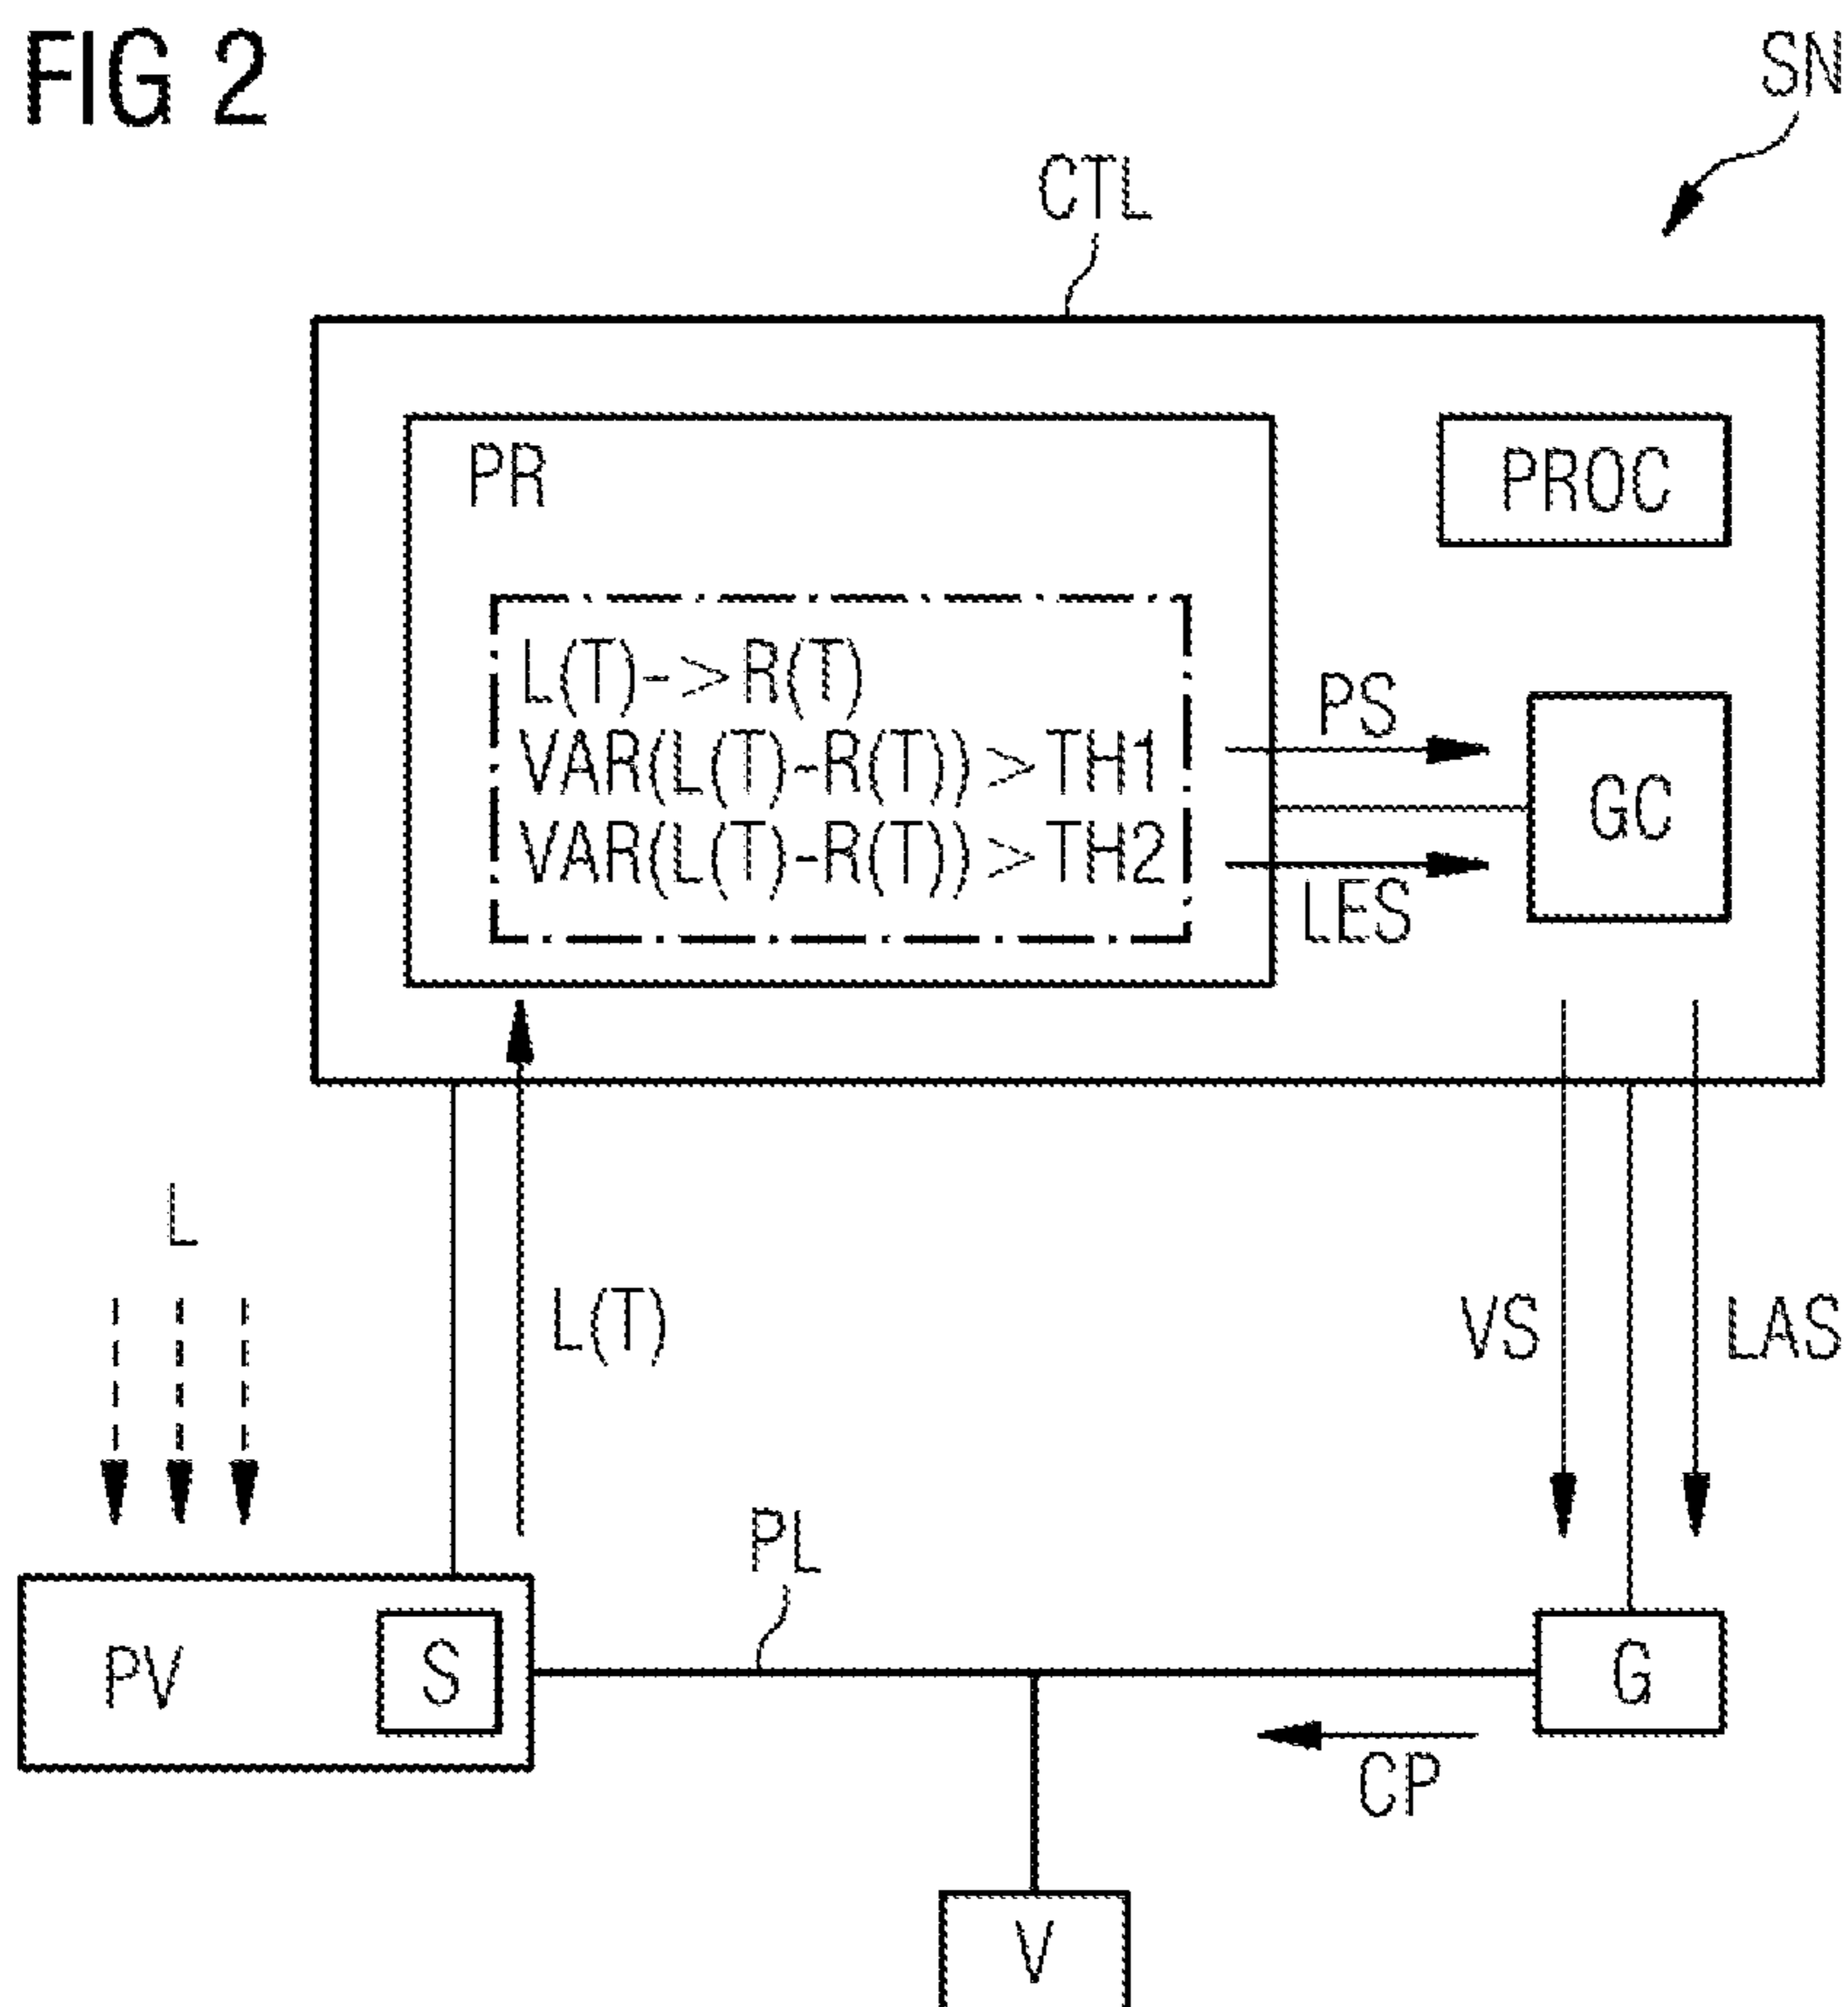 FIG 2
SN
CTL
PR
PROC
L(T)->R(T)
VAR(L(T)-R(T))>TH1
VAR(L(T)-R(T))>TH2
PS
GC
LES
L
L(T)
VS
LAS
PL
PV
S
G
CP
V